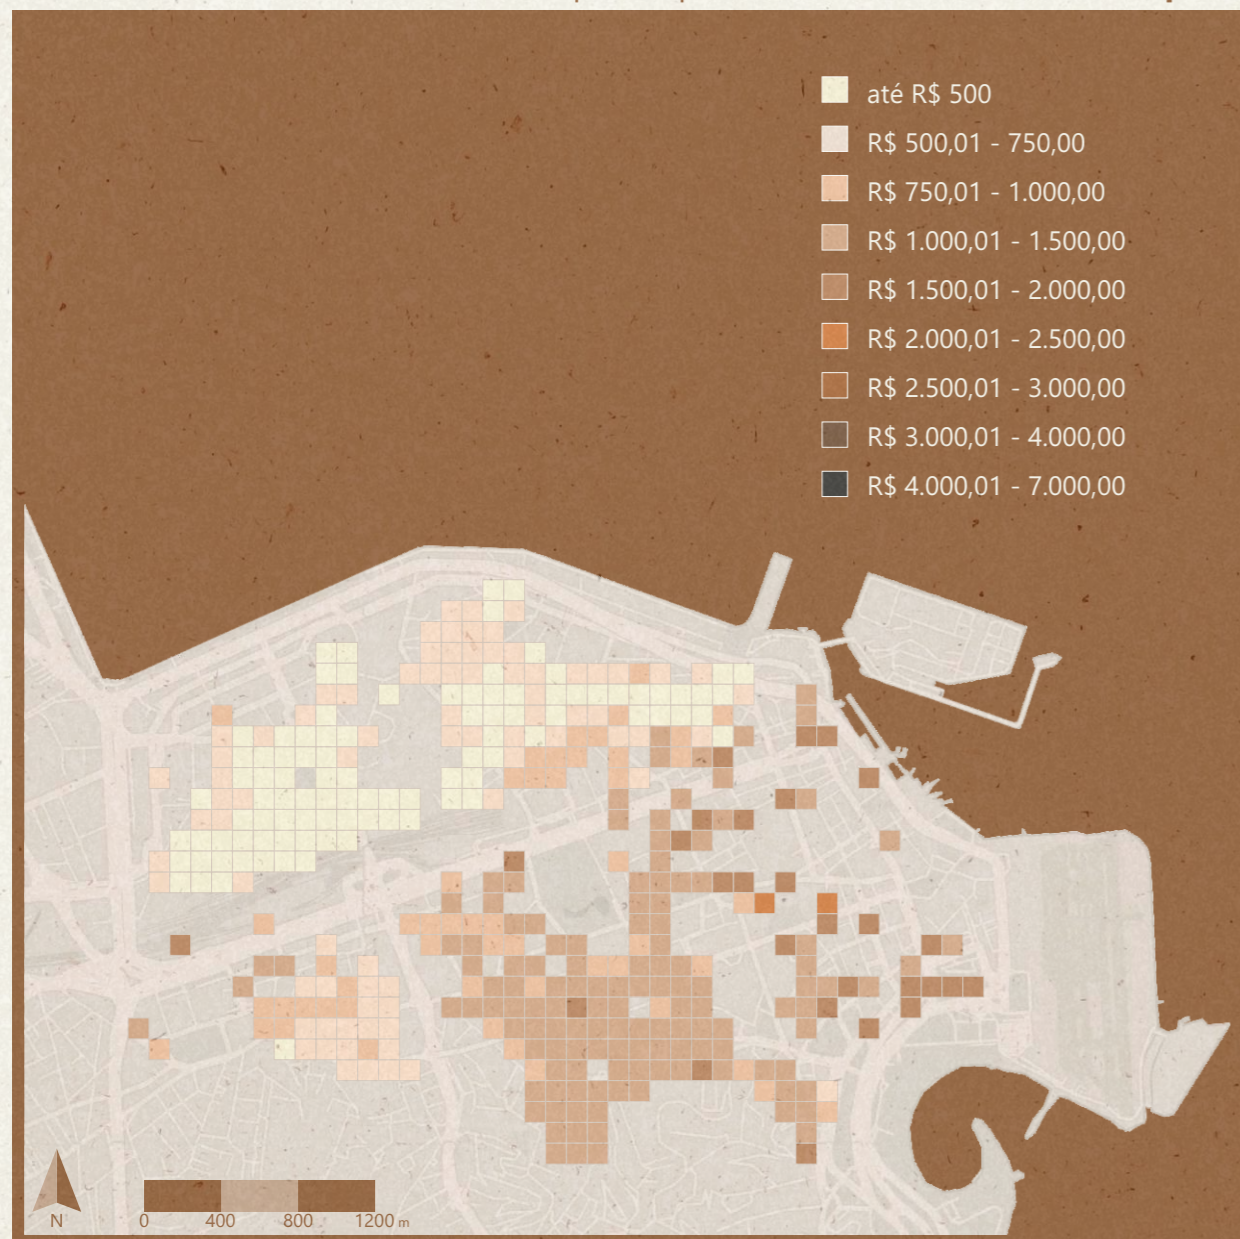 até R$ 500
R$ 500,01 - 750,00
R$ 750,01 - 1.000,00
R$ 1.000,01 - 1.500,00
R$ 1.500,01 - 2.000,00
R$ 2.000,01 - 2.500,00
R$ 2.500,01 - 3.000,00
R$ 3.000,01 - 4.000,00
R$ 4.000,01 - 7.000,00
N
0 400 800 1200 m